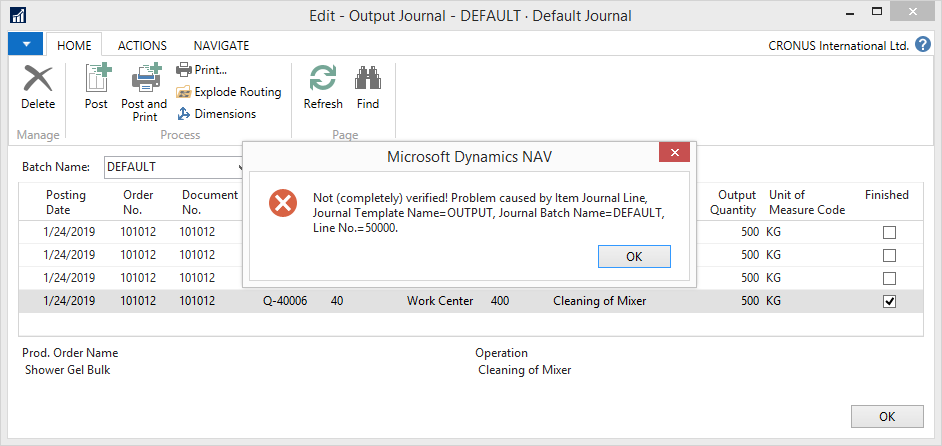 Edit - Output Journal - DEFAULT · Default Journal
HOME ACTIONS NAVIGATE CRONUS International Ltd. ?
Delete
Post
Post and Print
Print...
Explode Routing
Dimensions
Refresh
Find
Manage Process Page
Batch Name: DEFAULT
Microsoft Dynamics NAV
Not (completely) verified! Problem caused by Item Journal Line,
Journal Template Name=OUTPUT, Journal Batch Name=DEFAULT,
Line No.=50000.
OK
Posting Date Order No. Document No. Output Quantity Unit of Measure Code Finished
1/24/2019 101012 101012 500 KG
1/24/2019 101012 101012 500 KG
1/24/2019 101012 101012 500 KG
1/24/2019 101012 101012 Q-40006 40 Work Center 400 Cleaning of Mixer 500 KG
Prod. Order Name Operation
Shower Gel Bulk Cleaning of Mixer
OK